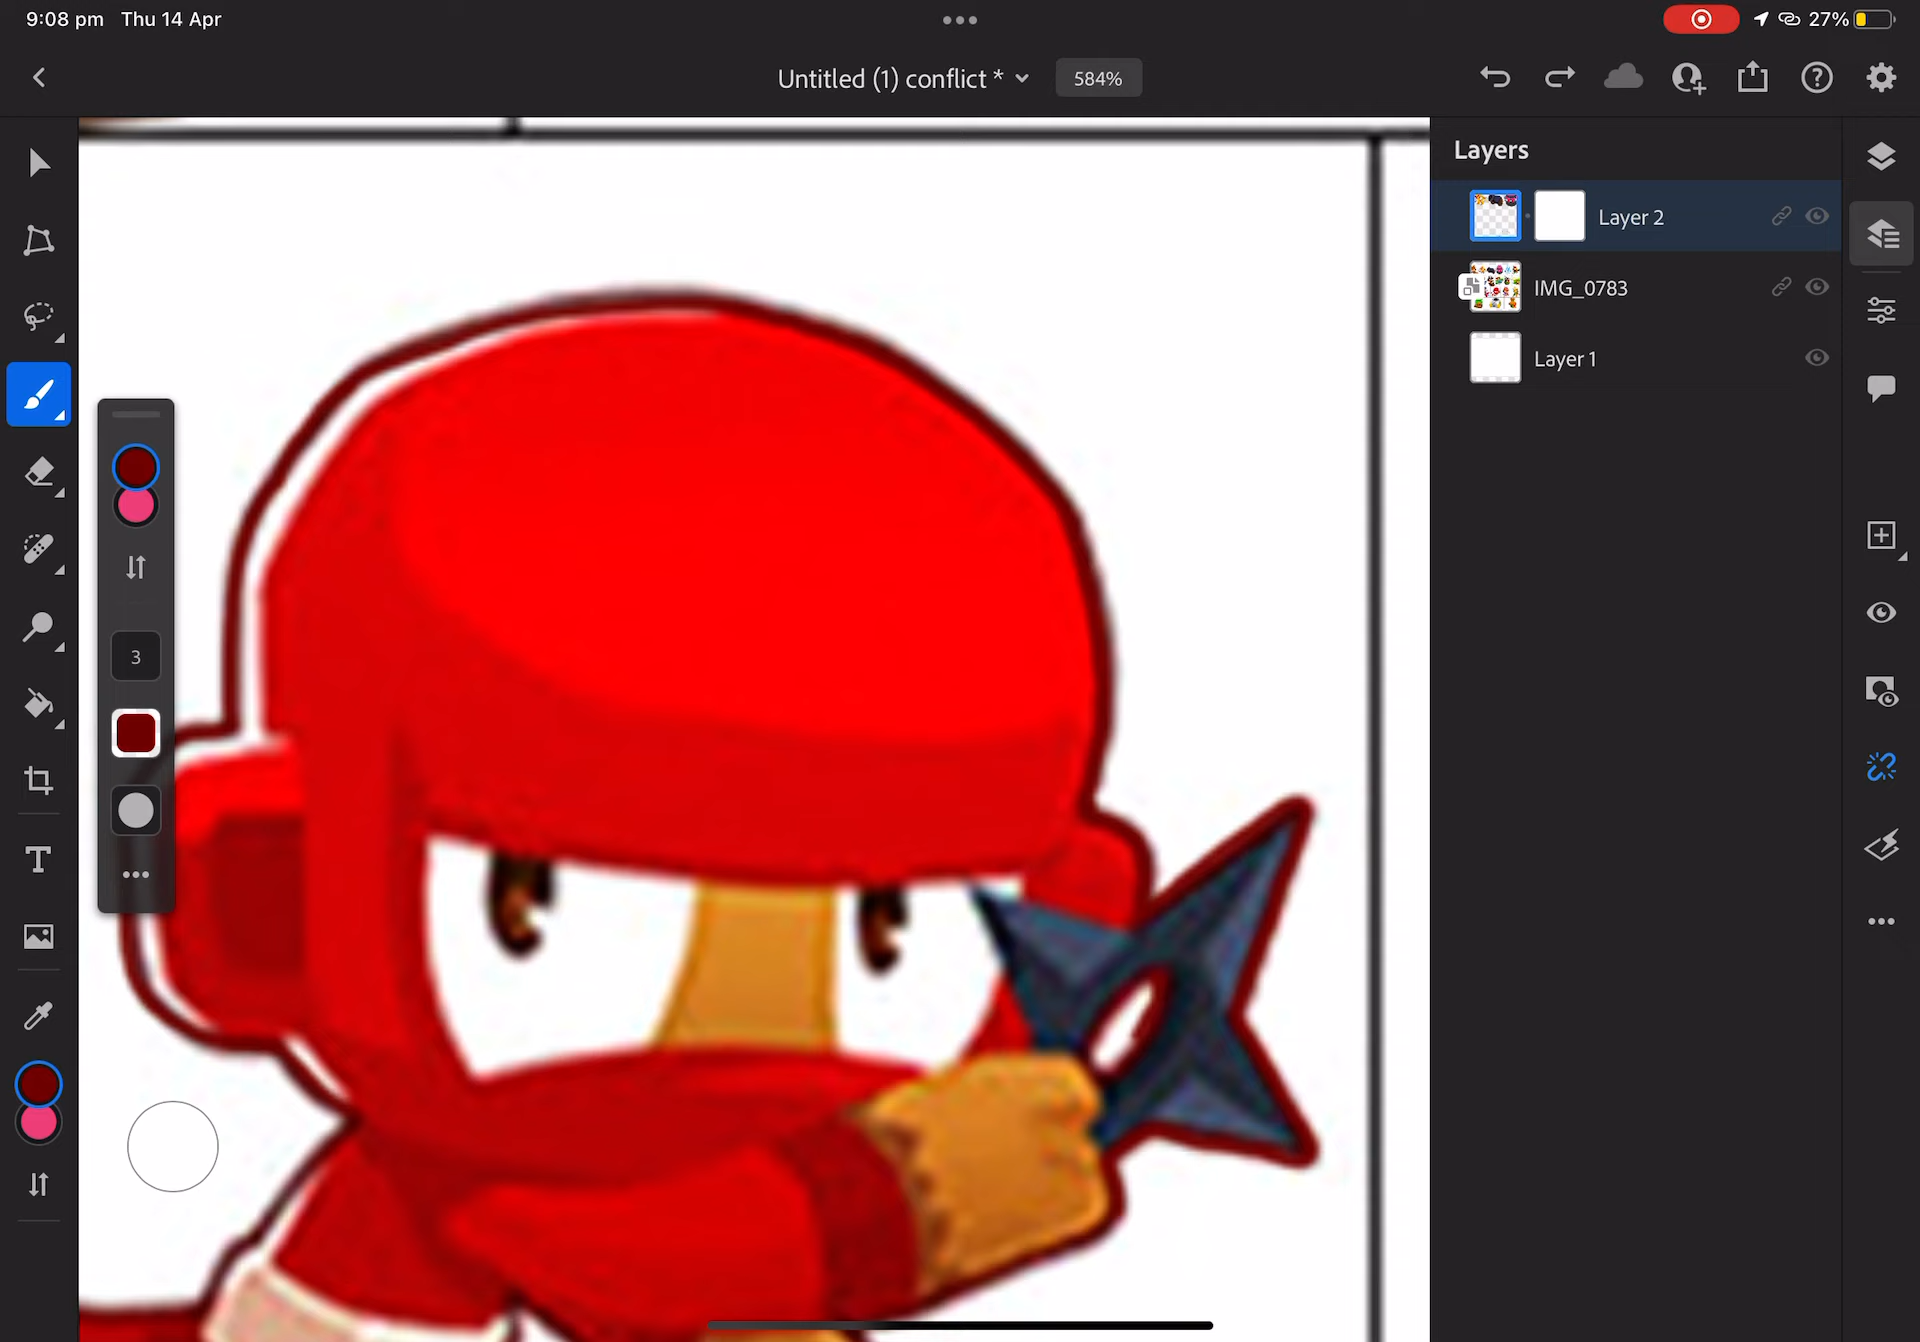 9:08 pm Thu 14 Apr
27%
Untitled (1) conflict *
584%
Layers
Layer 2
IMG_0783
Layer 1
3
T